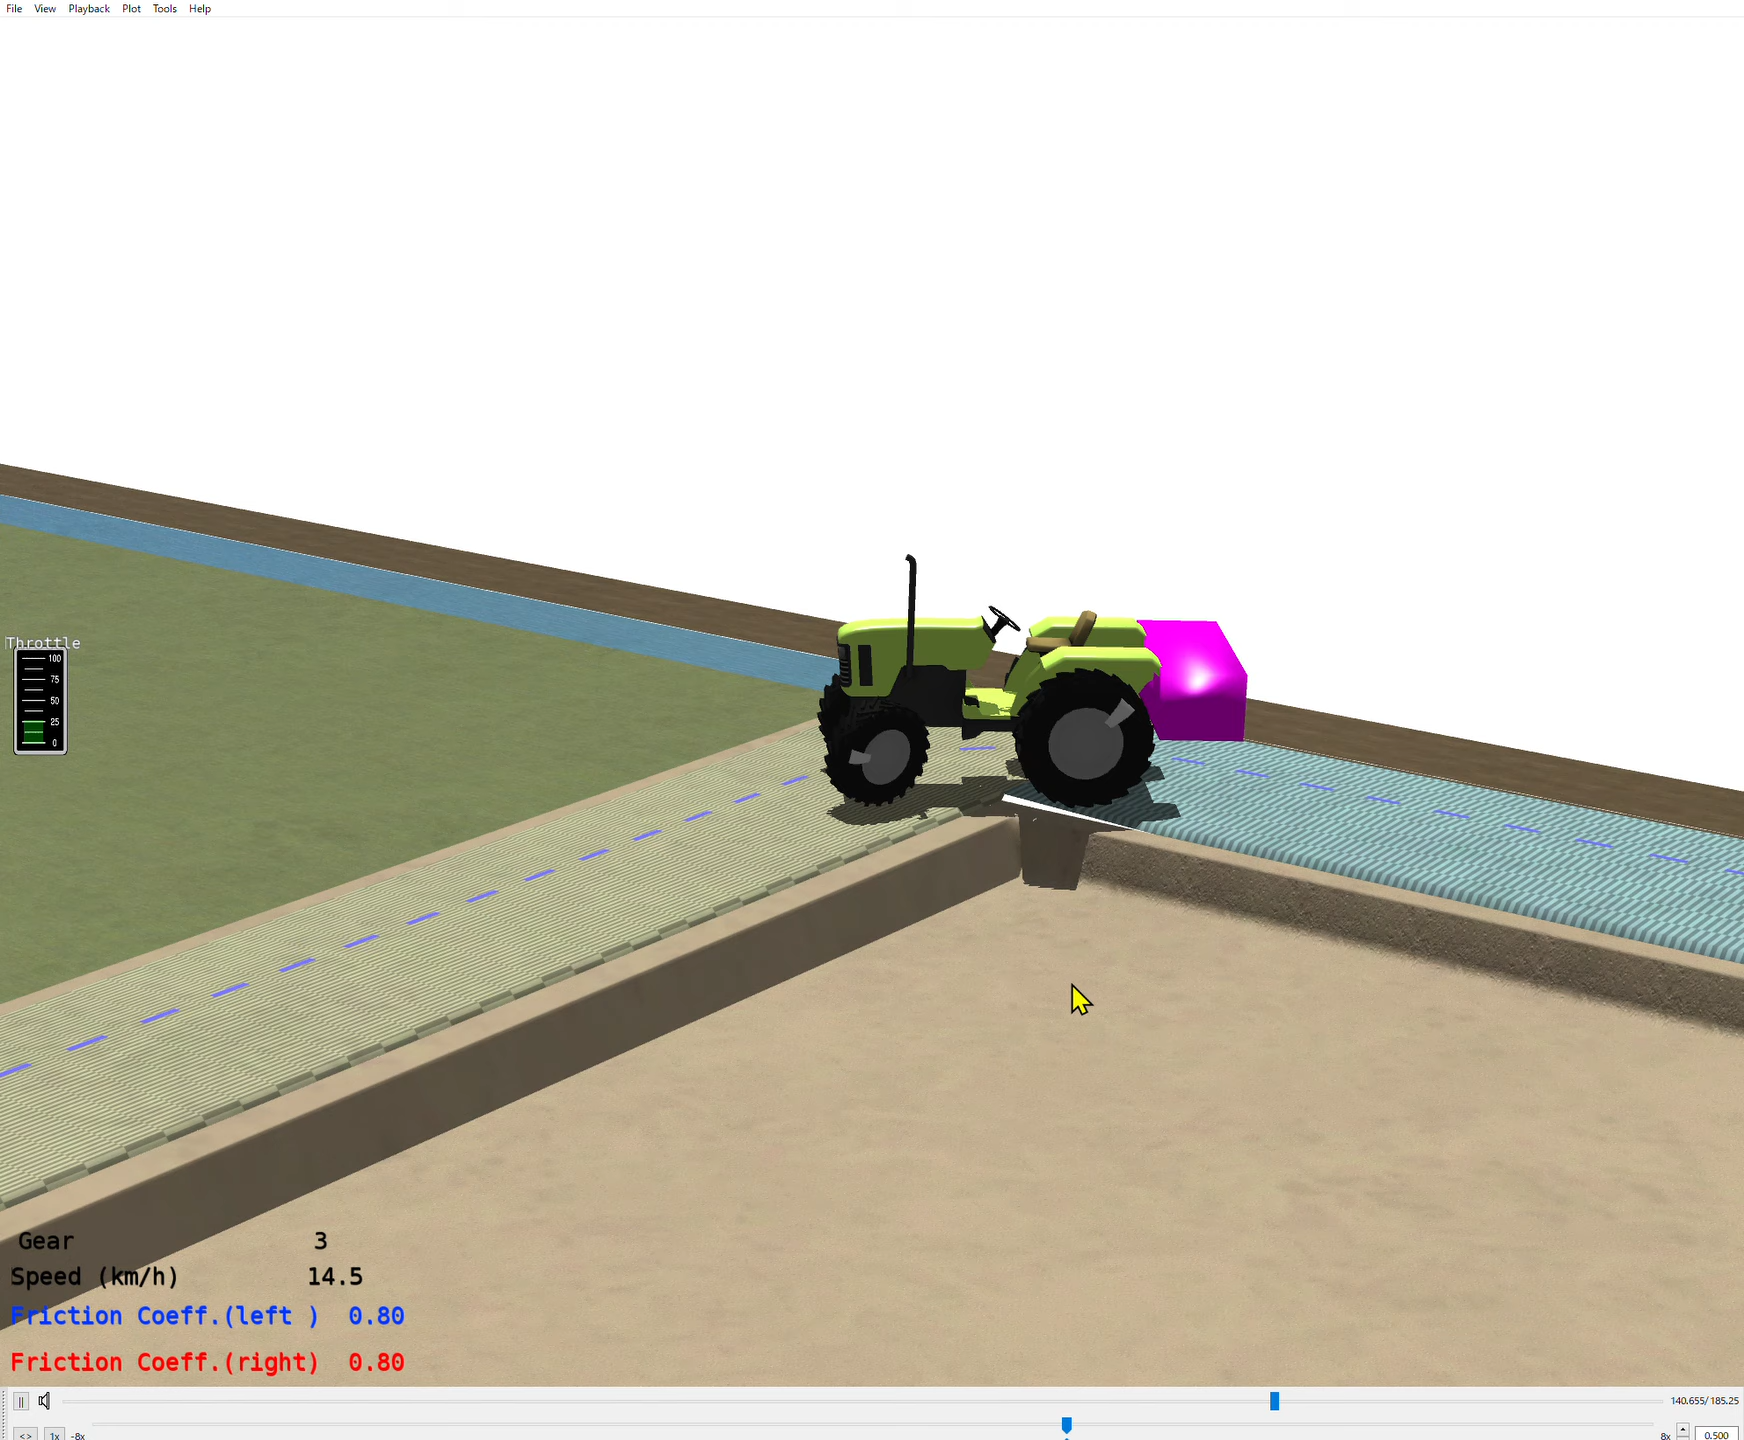 File View Playback Plot Tools Help
Throttle
100
75
50
25
0
Gear 3
Speed (km/h) 14.5
Friction Coeff.(left ) 0.80
Friction Coeff.(right) 0.80
140.655/185.25
<> 1x -8x 8x 0.500